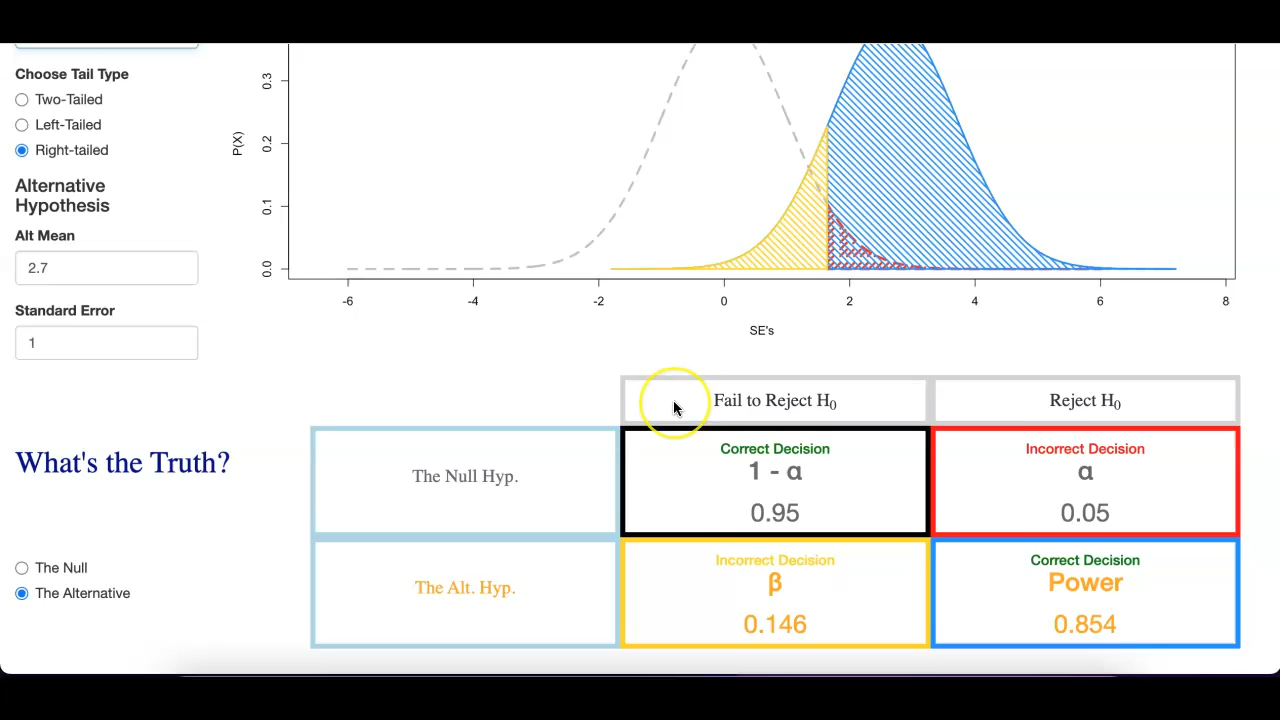 Choose Tail Type
Two-Tailed
Left-Tailed
Right-tailed
Alternative
Hypothesis
Alt Mean
2.7
Standard Error
1
P(X)
0.3
0.2
0.1
0.0
-6 -4 -2 0 2 4 6 8
SE's
What's the Truth?
The Null
The Alternative
Fail to Reject H0 Reject H0
The Null Hyp.
Correct Decision
1 - α
0.95
Incorrect Decision
α
0.05
The Alt. Hyp.
Incorrect Decision
β
0.146
Correct Decision
Power
0.854